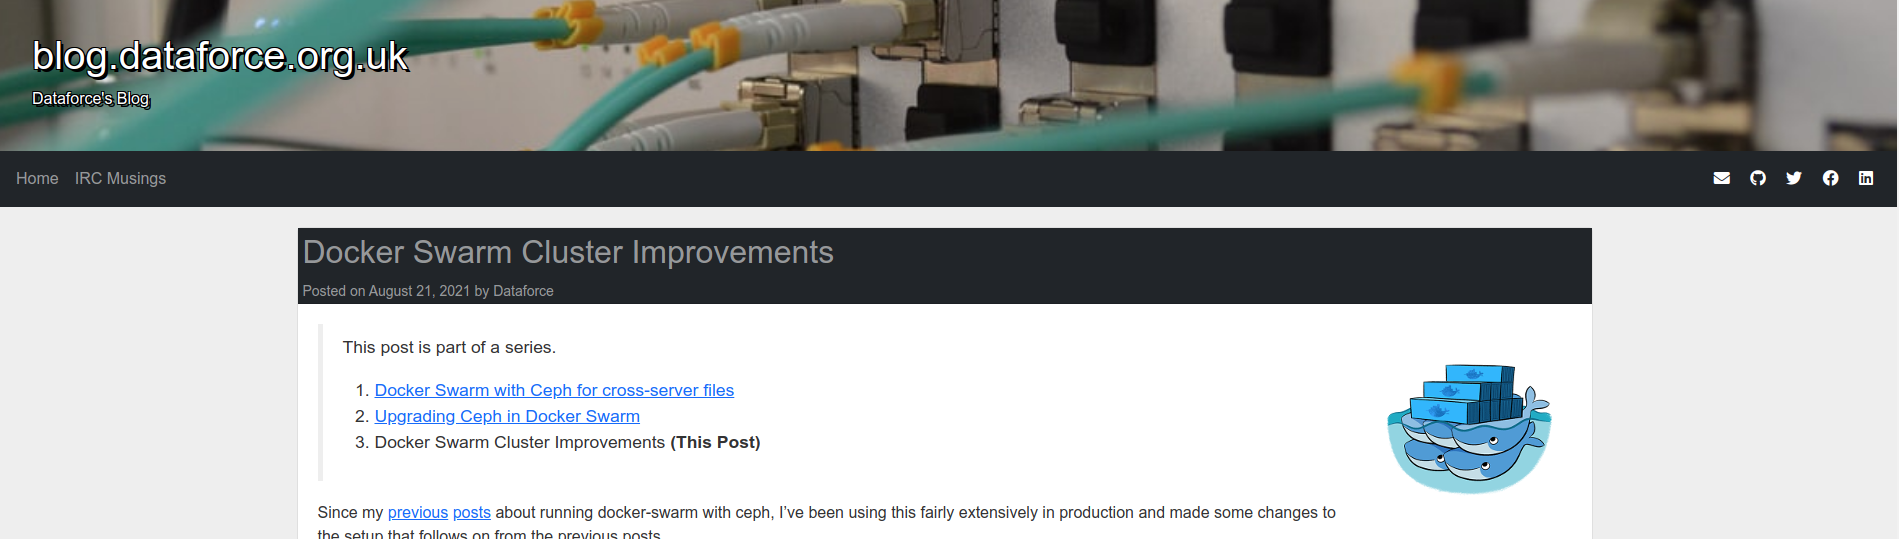 blog.dataforce.org.uk
Dataforce's Blog
Home IRC Musings
Docker Swarm Cluster Improvements
Posted on August 21, 2021 by Dataforce
This post is part of a series.
1. Docker Swarm with Ceph for cross-server files
2. Upgrading Ceph in Docker Swarm
3. Docker Swarm Cluster Improvements (This Post)
Since my previous posts about running docker-swarm with ceph, I've been using this fairly extensively in production and made some changes to
the setup that follows on from the previous posts.